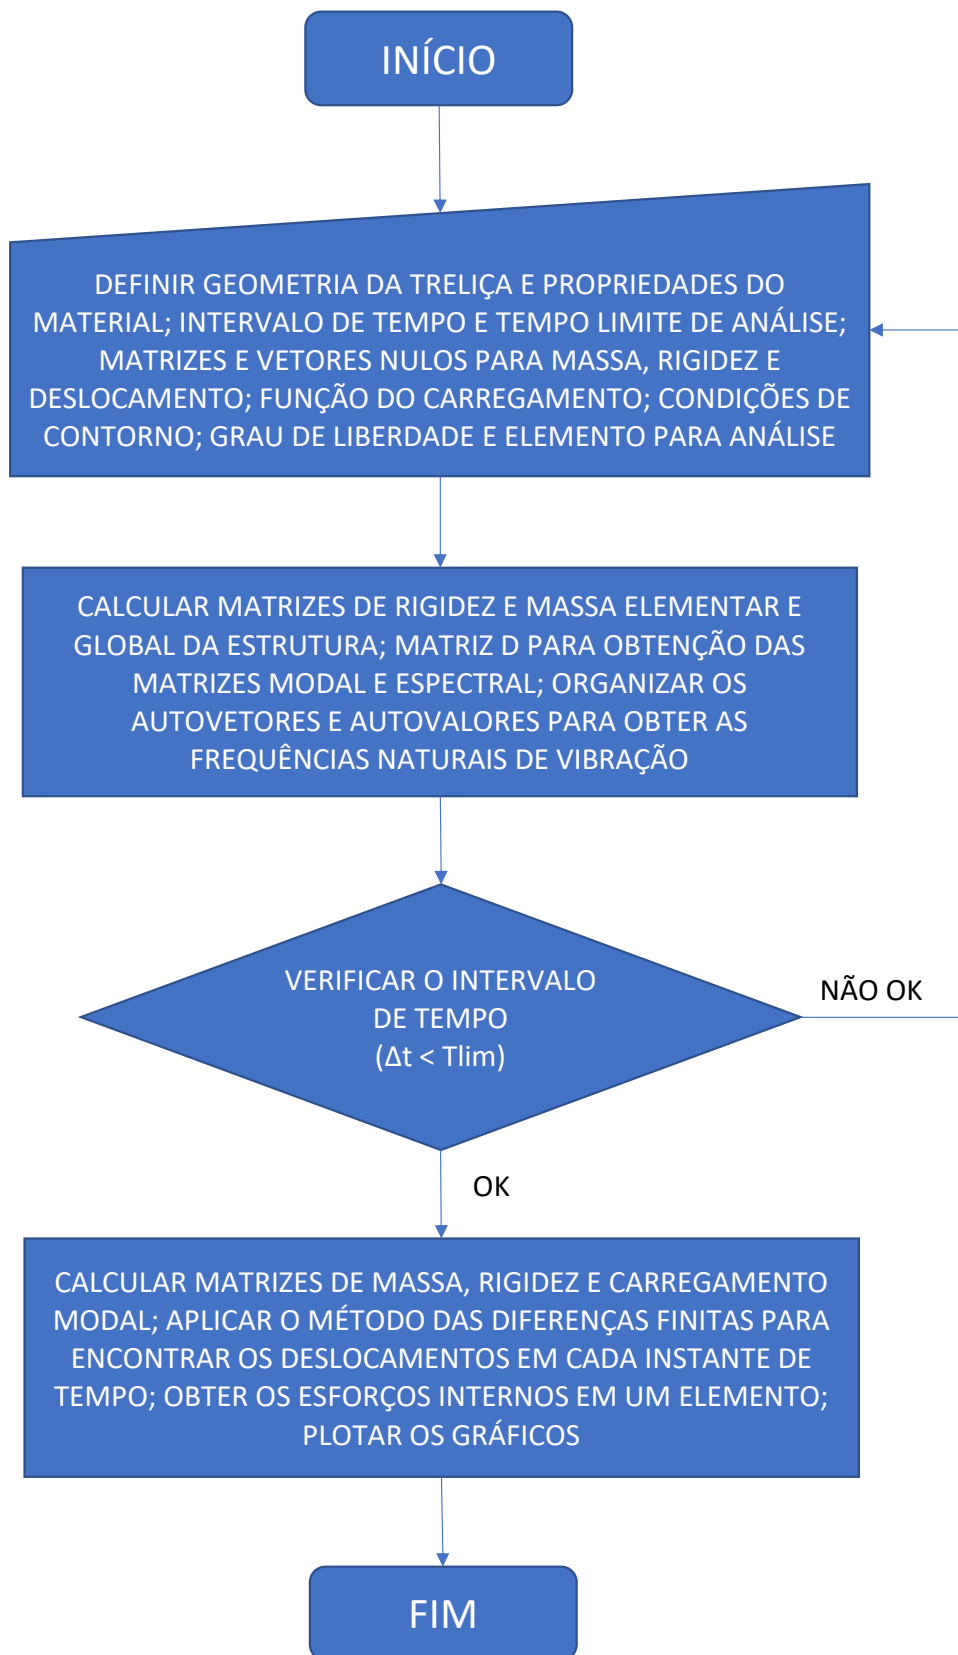 INÍCIO
DEFINIR GEOMETRIA DA TRELIÇA E PROPRIEDADES DO
MATERIAL; INTERVALO DE TEMPO E TEMPO LIMITE DE ANÁLISE;
MATRIZES E VETORES NULOS PARA MASSA, RIGIDEZ E
DESLOCAMENTO; FUNÇÃO DO CARREGAMENTO; CONDIÇÕES DE
CONTORNO; GRAU DE LIBERDADE E ELEMENTO PARA ANÁLISE
CALCULAR MATRIZES DE RIGIDEZ E MASSA ELEMENTAR E
GLOBAL DA ESTRUTURA; MATRIZ D PARA OBTENÇÃO DAS
MATRIZES MODAL E ESPECTRAL; ORGANIZAR OS
AUTOVETORES E AUTOVALORES PARA OBTER AS
FREQUÊNCIAS NATURAIS DE VIBRAÇÃO
VERIFICAR O INTERVALO
DE TEMPO
(Δt < Tlim)
NÃO OK
OK
CALCULAR MATRIZES DE MASSA, RIGIDEZ E CARREGAMENTO
MODAL; APLICAR O MÉTODO DAS DIFERENÇAS FINITAS PARA
ENCONTRAR OS DESLOCAMENTOS EM CADA INSTANTE DE
TEMPO; OBTER OS ESFORÇOS INTERNOS EM UM ELEMENTO;
PLOTAR OS GRÁFICOS
FIM